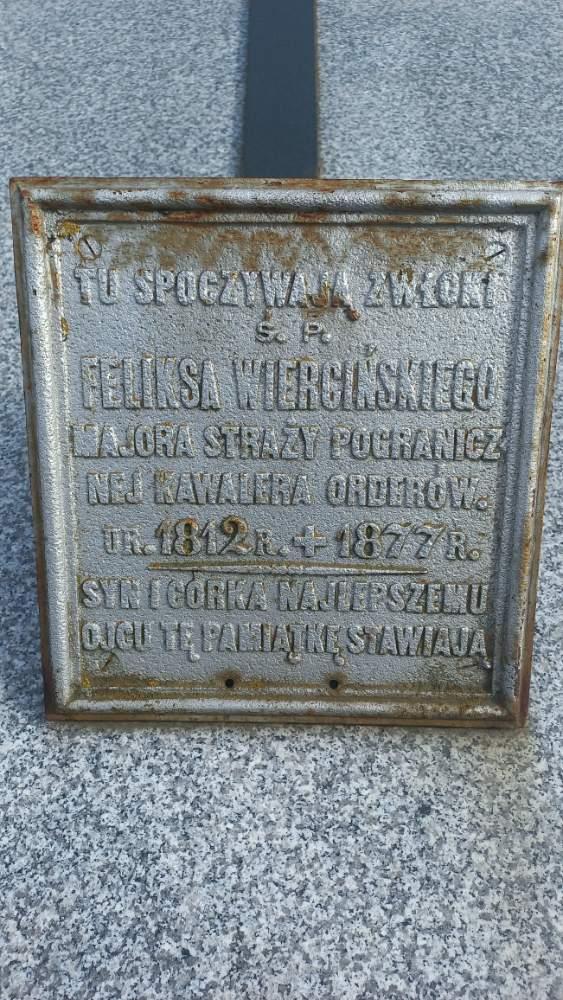 TU SPOCZYWAJĄ ZWŁOKI
Ś. P.
FELIKSA WIERCIŃSKIEGO
MAJORA STRAŻY POGRANICZ
NEJ KAWALERA ORDERÓW.
UR. 1812 R. + 1877 R.
SYN I CÓRKA NAJLEPSZEMU
OJCU TĘ PAMIĄTKĘ STAWIAJĄ